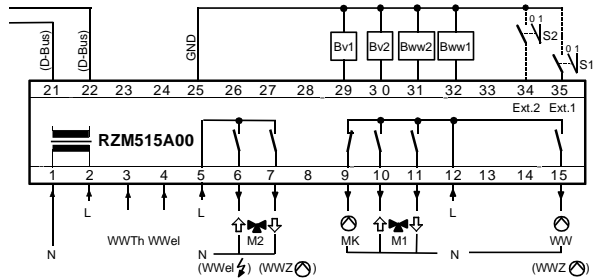 (D-Bus)
(D-Bus)
GND
Bv1 Bv2 Bww2 Bww1
0 1
S2
0 1
S1
21 22 23 24 25 26 27 28 29 30 31 32 33 34 35
Ext.2 Ext.1
RZM515A00
1 2 3 4 5 6 7 8 9 10 11 12 13 14 15
L L L
WWTh WWel M2 MK M1 WW
N N N
(WWel) (WWZ) (WWZ)